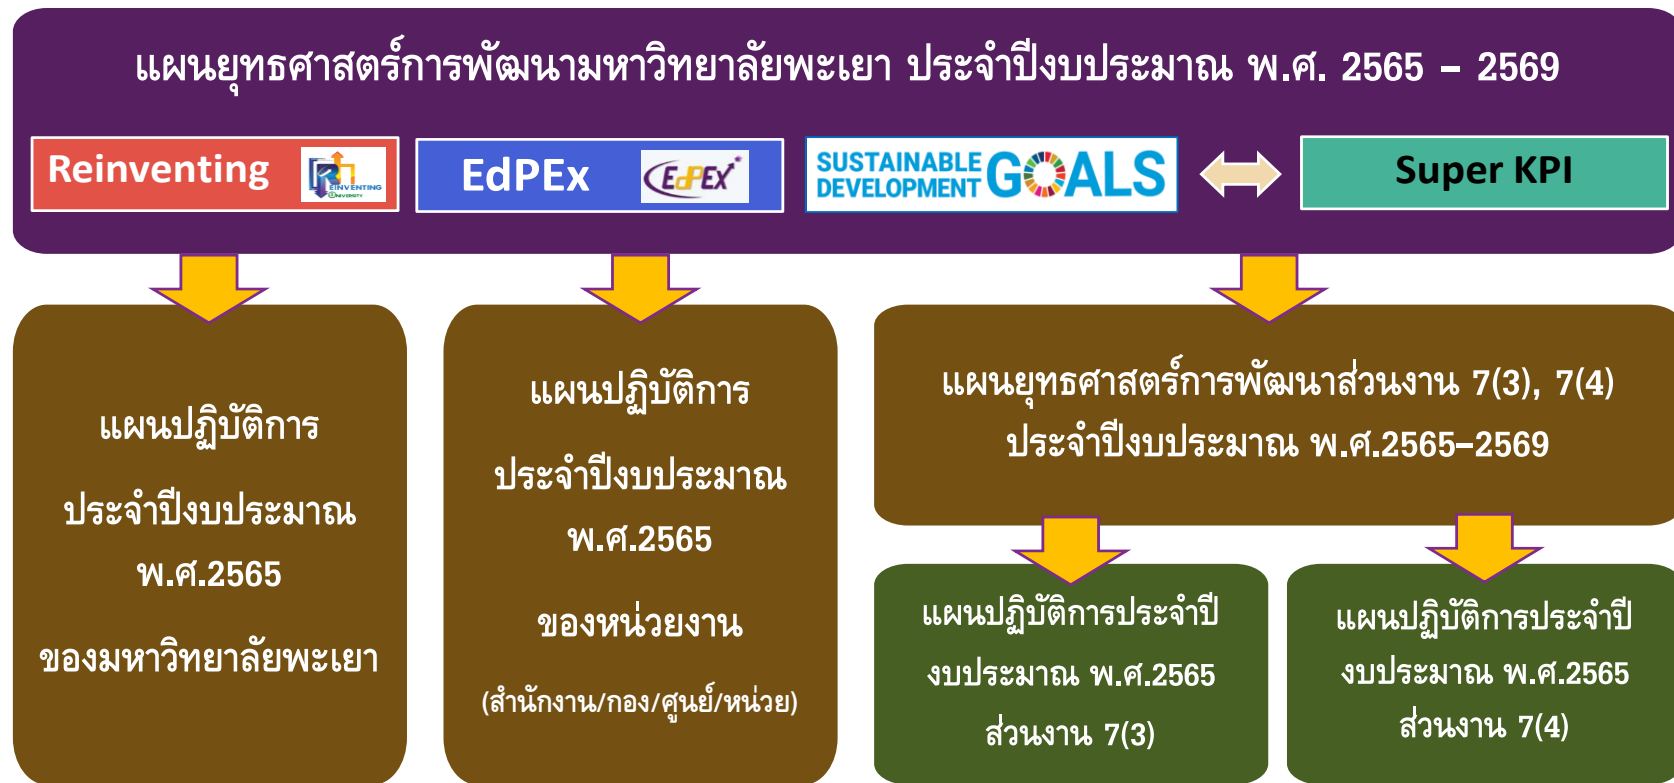 แผนยุทธศาสตร์การพัฒนามหาวิทยาลัยพะเยา ประจำปีงบประมาณ พ.ศ. 2565 – 2569
Reinventing
REINVENTING
UNIVERSITY
EdPEx
EdPEX
SUSTAINABLE
DEVELOPMENT
GOALS
Super KPI
แผนปฏิบัติการ
ประจำปีงบประมาณ
พ.ศ.2565
ของมหาวิทยาลัยพะเยา
แผนปฏิบัติการ
ประจำปีงบประมาณ
พ.ศ.2565
ของหน่วยงาน
(สำนักงาน/กอง/ศูนย์/หน่วย)
แผนยุทธศาสตร์การพัฒนาส่วนงาน 7(3), 7(4)
ประจำปีงบประมาณ พ.ศ.2565–2569
แผนปฏิบัติการประจำปี
งบประมาณ พ.ศ.2565
ส่วนงาน 7(3)
แผนปฏิบัติการประจำปี
งบประมาณ พ.ศ.2565
ส่วนงาน 7(4)